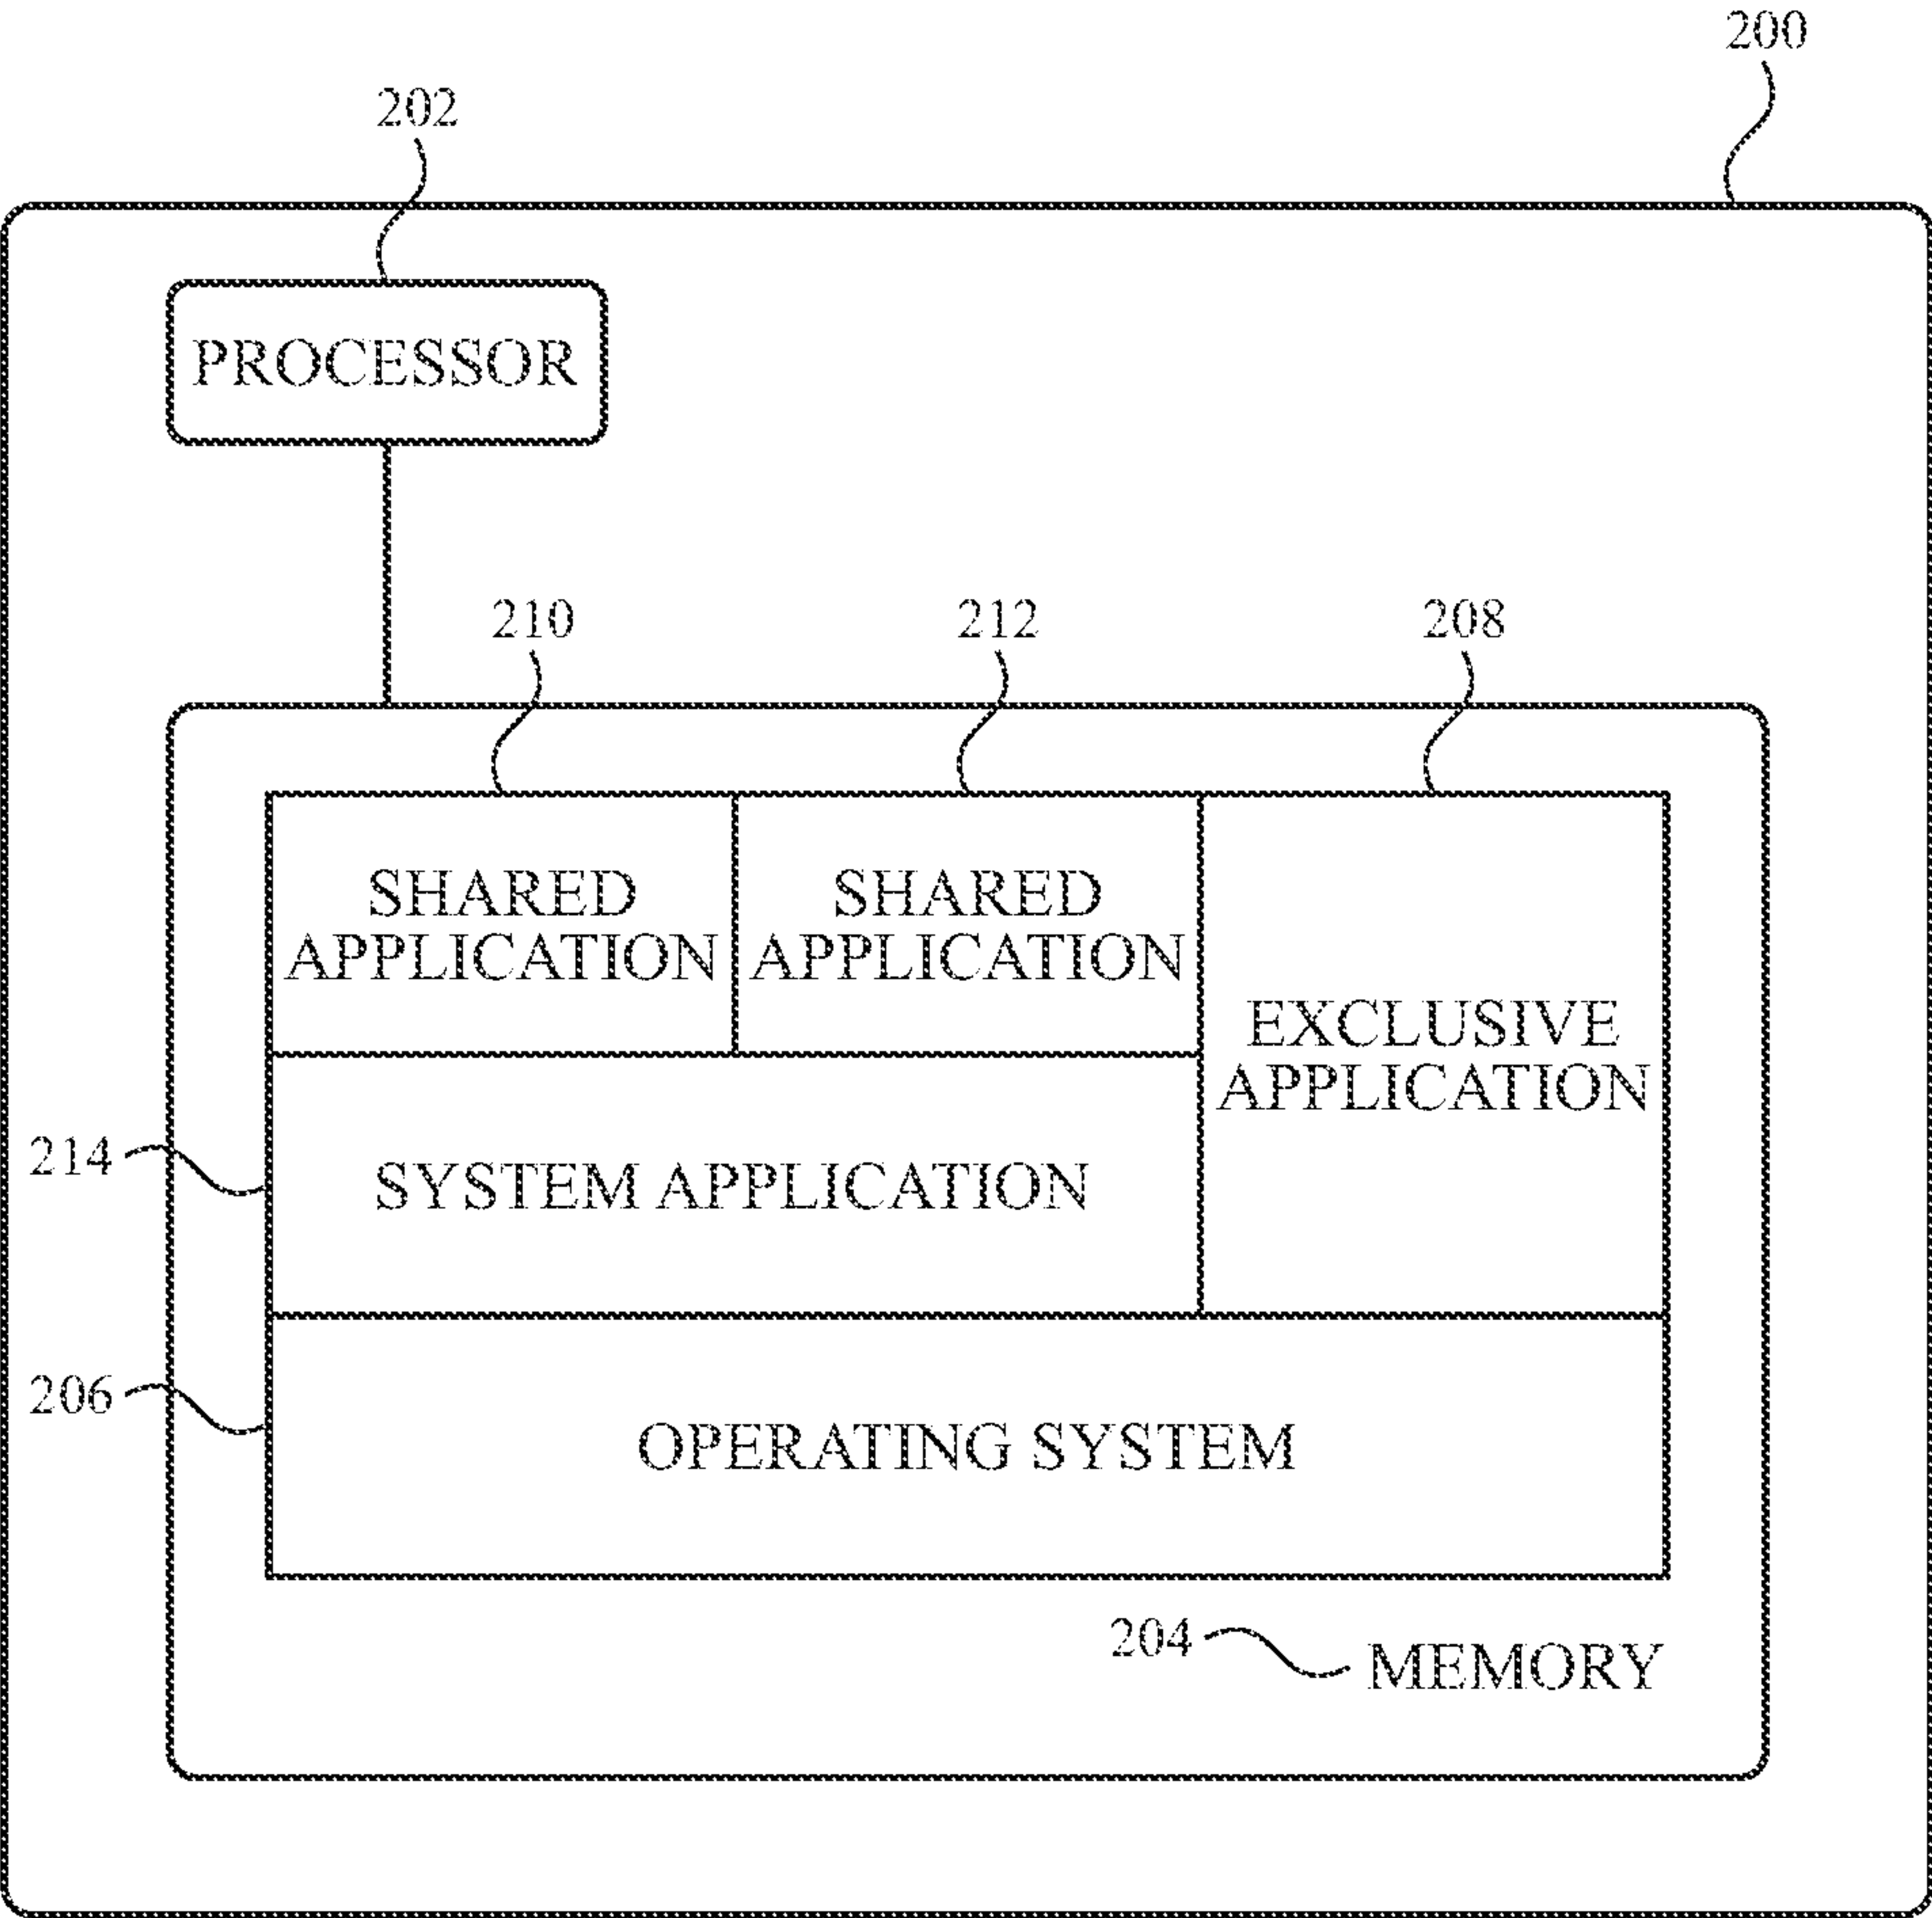 200
202
PROCESSOR
210
212
208
SHARED
APPLICATION
SHARED
APPLICATION
EXCLUSIVE
APPLICATION
214
SYSTEM APPLICATION
206
OPERATING SYSTEM
204
MEMORY